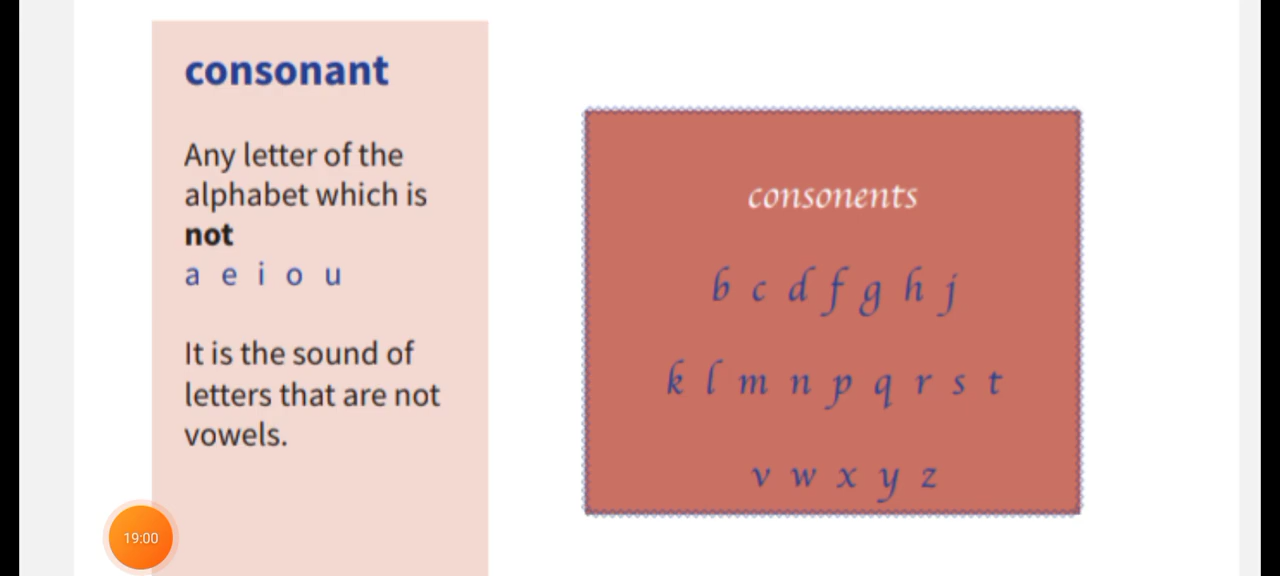 consonant
Any letter of the
alphabet which is
not
a e i o u
It is the sound of
letters that are not
vowels.
consonents
b c d f g h j
k l m n p q r s t
v w x y z
19:00